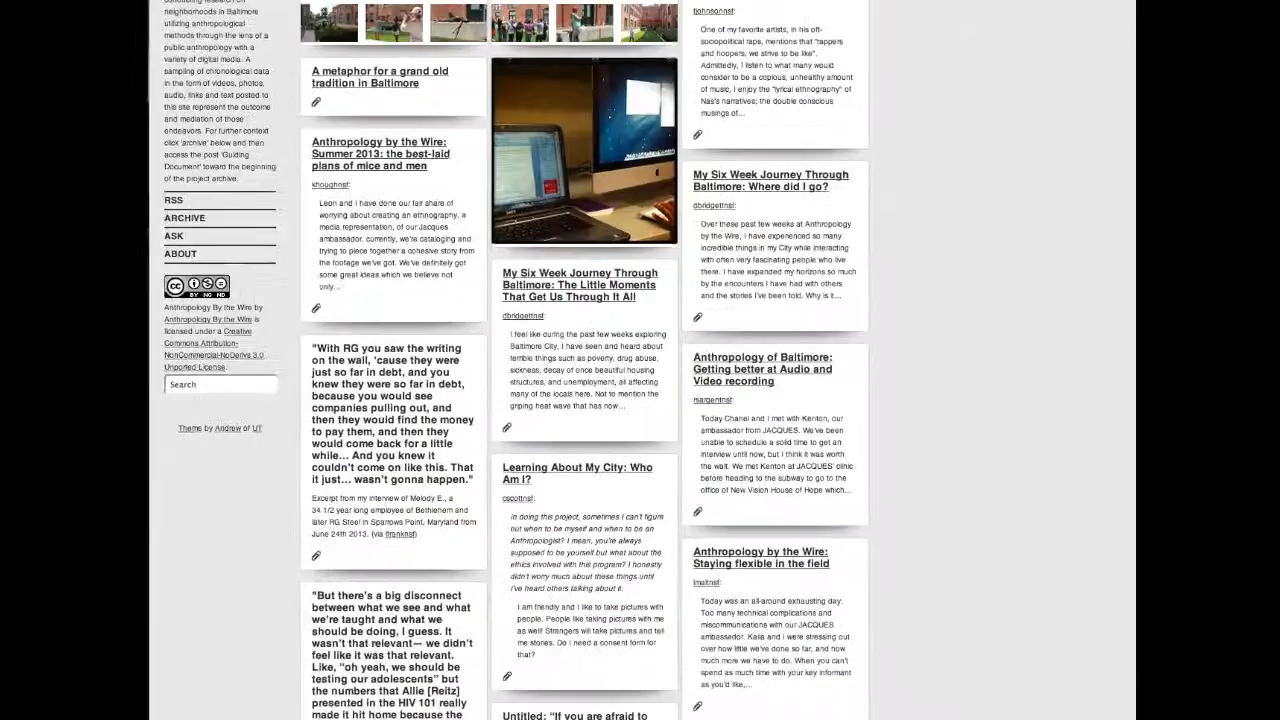 conducting research on
neighborhoods in Baltimore
utilizing anthropological
methods through the lens of a
public anthropology with a
variety of digital media. A
sampling of chronological data
in the form of videos, photos,
audio, links and text posted to
this site represent the outcome
and mediation of those
endeavors. For further context
click 'archive' below and then
access the post 'Guiding
Document' toward the beginning
of the project archive.
RSS
ARCHIVE
ASK
ABOUT
BY NC ND
Anthropology By the Wire by
Anthropology By the Wire is
licensed under a Creative
Commons Attribution-
NonCommercial-NoDerivs 3.0
Unported License.
Search
Theme by Andrew of UT
A metaphor for a grand old
tradition in Baltimore
Anthropology by the Wire:
Summer 2013: the best-laid
plans of mice and men
khoughnsf:
Leon and I have done our fair share of
worrying about creating an ethnography, a
media representation, of our Jacques
ambassador. currently, we're cataloging and
trying to piece together a cohesive story from
the footage we've got. We've definitely got
some great ideas which we believe not
only...
"With RG you saw the writing
on the wall, 'cause they were
just so far in debt, and you
knew they were so far in debt,
because you would see
companies pulling out, and
then they would find the money
to pay them, and then they
would come back for a little
while... And you knew it
couldn't come on like this. That
it just... wasn't gonna happen."
Excerpt from my interview of Melody E., a
34 1/2 year long employee of Bethlehem and
later RG Steel in Sparrows Point, Maryland from
June 24th 2013. (via lfranknsf)
"But there's a big disconnect
between what we see and what
we're taught and what we
should be doing, I guess. It
wasn't that relevant— we didn't
feel like it was that relevant.
Like, "oh yeah, we should be
testing our adolescents" but
the numbers that Allie [Reitz]
presented in the HIV 101 really
made it hit home because the
My Six Week Journey Through
Baltimore: The Little Moments
That Get Us Through It All
dbridgettnsf:
I feel like during the past few weeks exploring
Baltimore City, I have seen and heard about
terrible things such as poverty, drug abuse,
sickness, decay of once beautiful housing
structures, and unemployment, all affecting
many of the locals here. Not to mention the
griping heat wave that has now...
Learning About My City: Who
Am I?
cscottnsf:
In doing this project, sometimes I can't figure
out when to be myself and when to be an
Anthropologist? I mean, you're always
supposed to be yourself but what about the
ethics involved with this program? I honestly
didn't worry much about these things until
I've heard others talking about it.
I am friendly and I like to take pictures with
people. People like taking pictures with me
as well! Strangers will take pictures and tell
me stories. Do I need a consent form for
that?
Untitled: "If you are afraid to
tjohnsonnsf:
One of my favorite artists, in his oft-
sociopolitical raps, mentions that "rappers
and hoopers, we strive to be like".
Admittedly, I listen to what many would
consider to be a copious, unhealthy amount
of music, I enjoy the "lyrical ethnography" of
Nas's narratives; the double conscious
musings of...
My Six Week Journey Through
Baltimore: Where did I go?
dbridgettnsf:
Over these past few weeks at Anthropology
by the Wire, I have experienced so many
incredible things in my City while interacting
with often very fascinating people who live
there. I have expanded my horizons so much
by the encounters I have had with others
and the stories I've been told. Why is it...
Anthropology of Baltimore:
Getting better at Audio and
Video recording
rsargentnsf:
Today Chanel and I met with Kenton, our
ambassador from JACQUES. We've been
unable to schedule a solid time to get an
interview until now, but I think it was worth
the wait. We met Kenton at JACQUES' clinic
before heading to the subway to go to the
office of New Vision House of Hope which...
Anthropology by the Wire:
Staying flexible in the field
lmaitnsf:
Today was an all-around exhausting day.
Too many technical complications and
miscommunications with our JACQUES
ambassador. Kaila and I were stressing out
over how little we've done so far, and how
much more we have to do. When you can't
spend as much time with your key informant
as you'd like,...